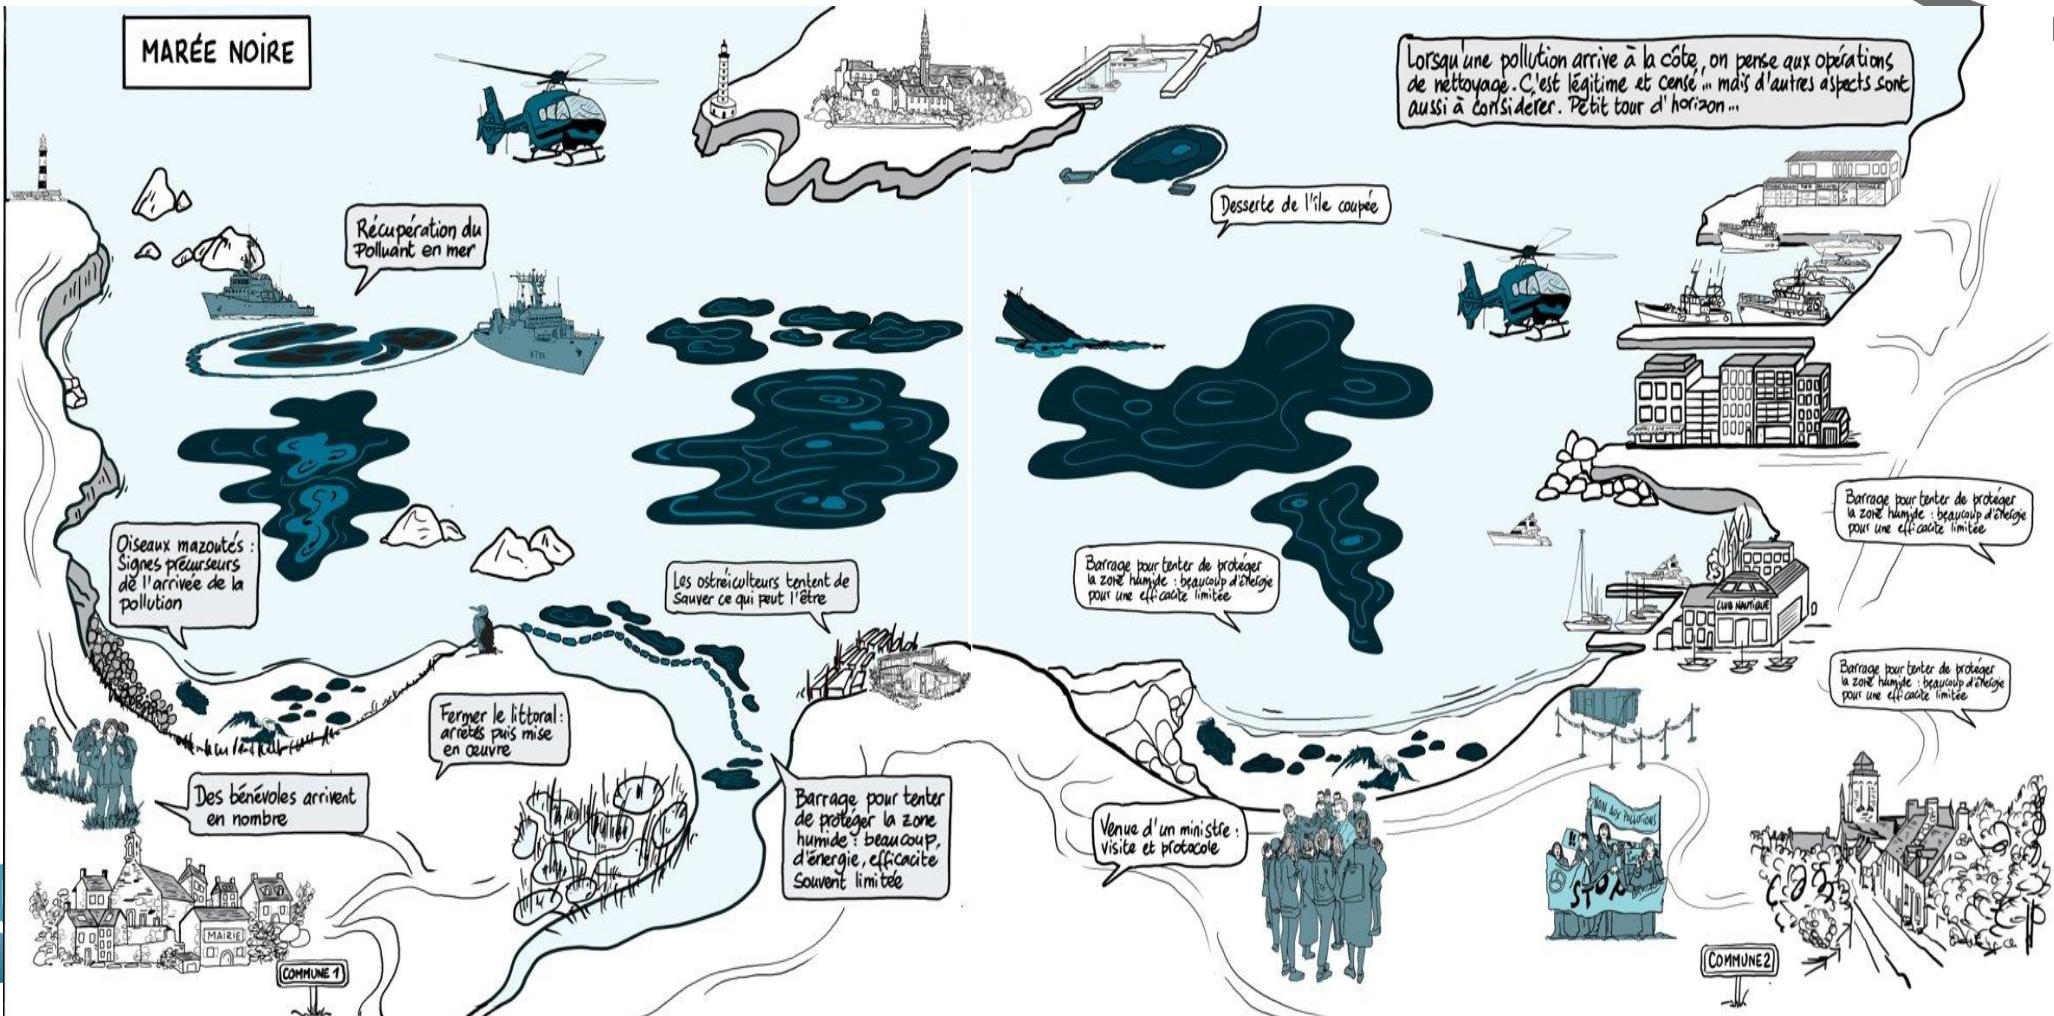 MARÉE NOIRE
Lorsqu'une pollution arrive à la côte, on pense aux opérations
de nettoyage. C'est légitime et censé... mais d'autres aspects sont
aussi à considérer. Petit tour d'horizon...
Récupération du
Polluant en mer
Desserte de l'île coupée
Oiseaux mazoutés :
Signes précurseurs
de l'arrivée de la
pollution
Les ostréiculteurs tentent de
Sauver ce qui peut l'être
Barrage pour tenter de protéger
la zone humide : beaucoup d'énergie
pour une efficacité limitée
Barrage pour tenter de protéger
la zone humide : beaucoup d'énergie
pour une efficacité limitée
CLUB NAUTIQUE
Barrage pour tenter de protéger
la zone humide : beaucoup d'énergie
pour une efficacité limitée
Fermer le littoral :
arrêtés puis mise
en œuvre
Des bénévoles arrivent
en nombre
Barrage pour tenter
de protéger la zone
humide : beaucoup,
d'énergie, efficacité
Souvent limitée
Venue d'un ministre :
visite et protocole
NON AUX POLLUTIONS
!!
STOP
MAIRIE
COMMUNE 1
COMMUNE 2